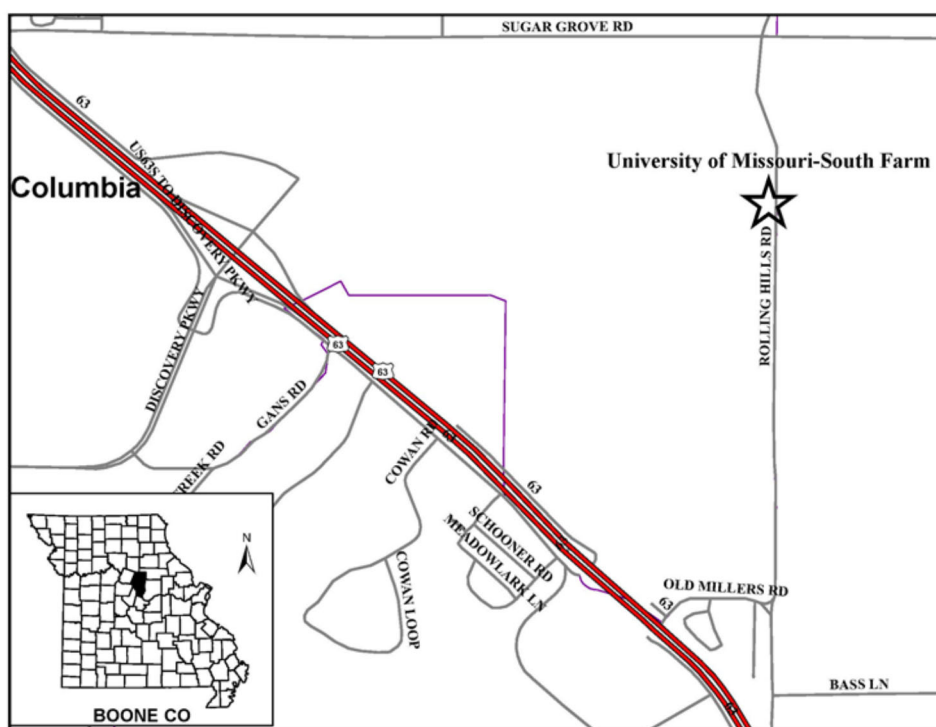 SUGAR GROVE RD
63
US63S TO DISCOVERY PKWY
University of Missouri-South Farm
Columbia
ROLLING HILLS RD
DISCOVERY PKWY
63
63
GANS RD
COWAN RD
63
REEK RD
63
SCHOONER RD
MEADOWLARK LN
N
COWAN LOOP
OLD MILLERS RD
63
BASS LN
63
BOONE CO